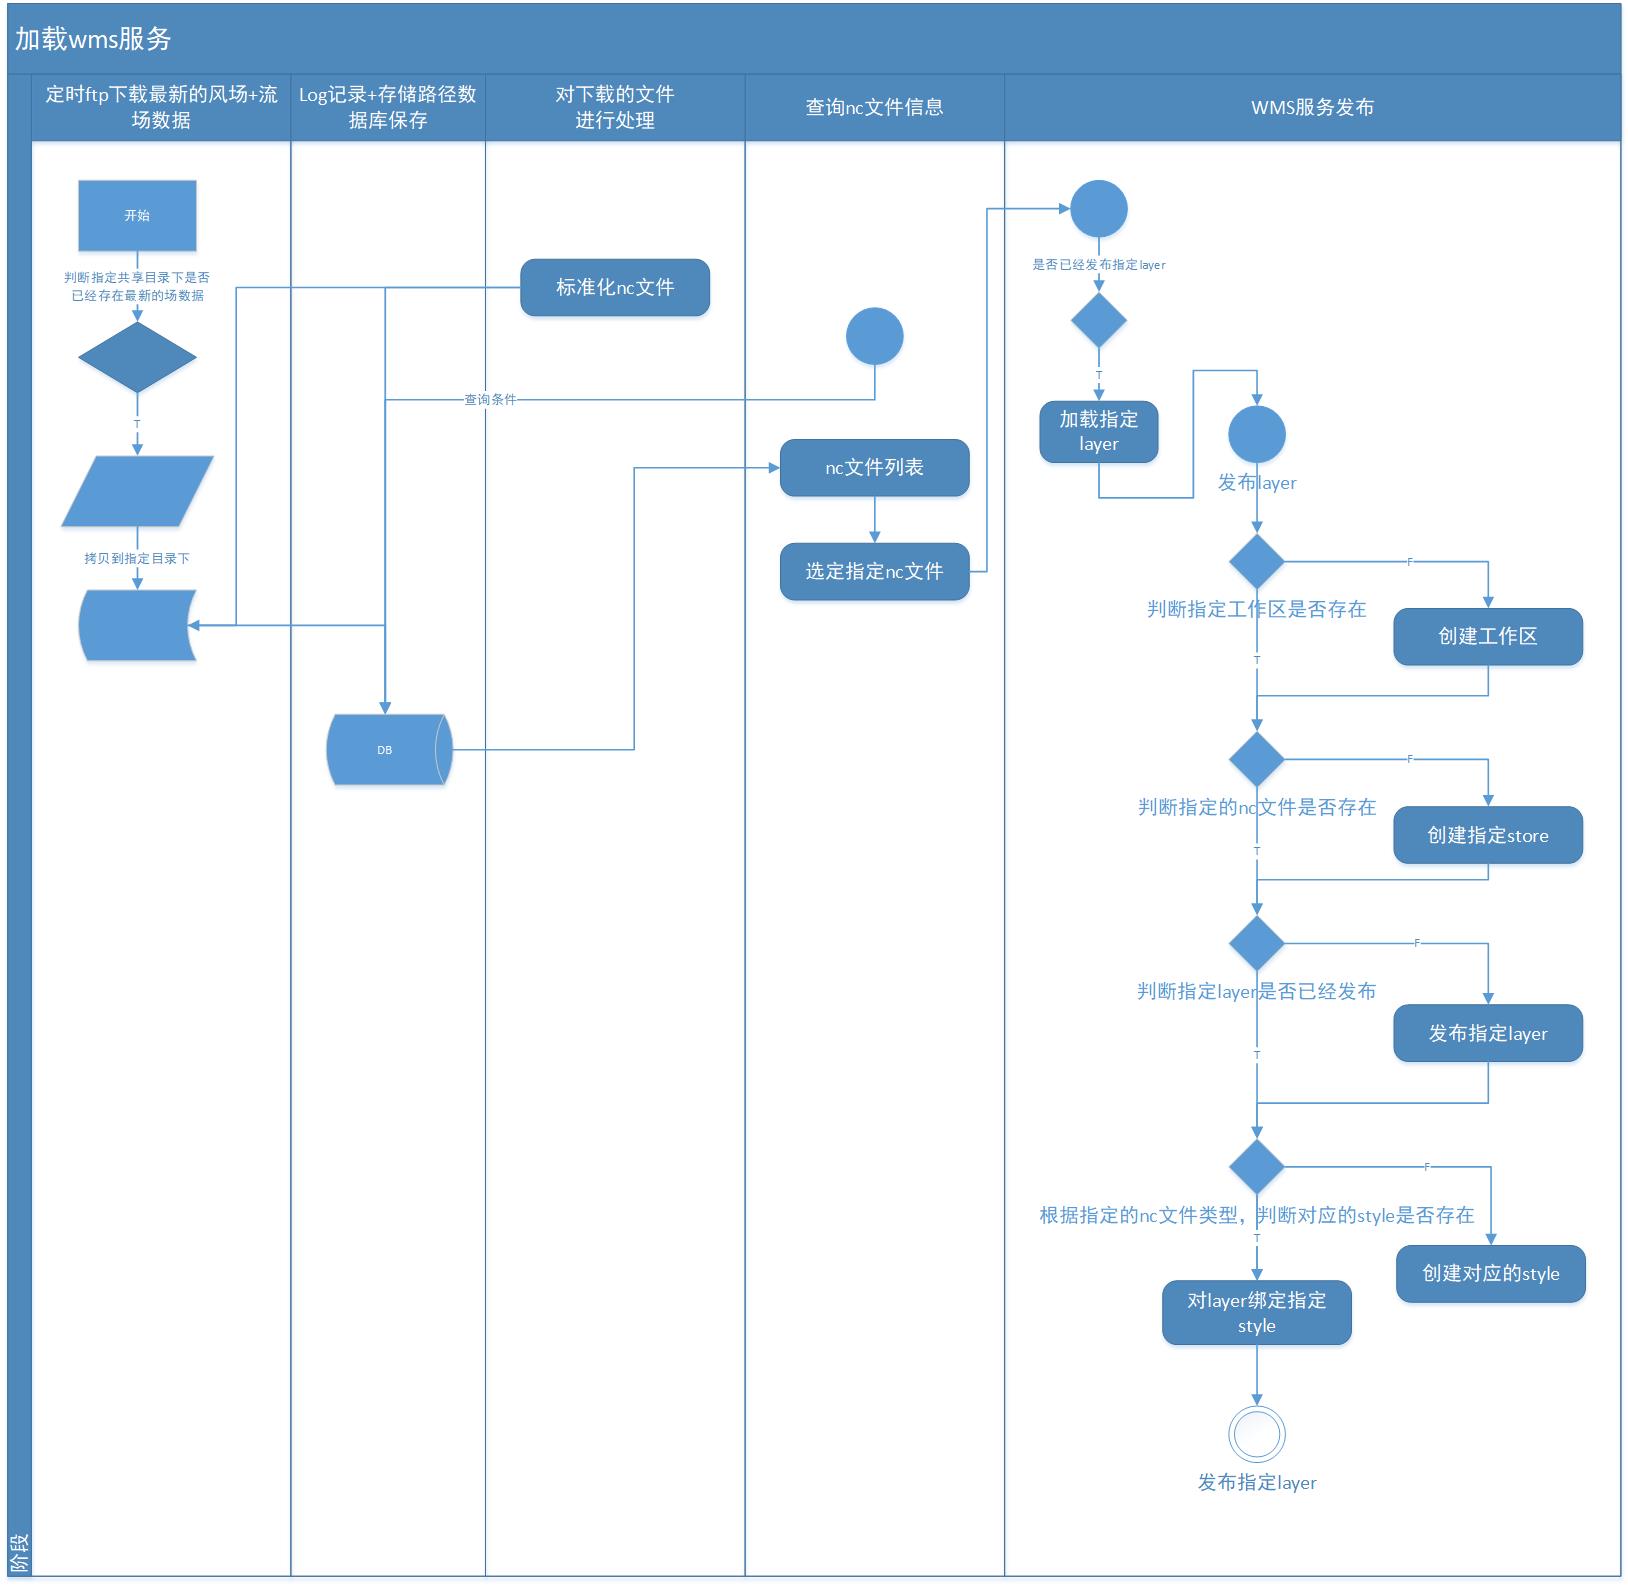 加载wms服务
定时ftp下载最新的风场+流
场数据
Log记录+存储路径数
据库保存
对下载的文件
进行处理
查询nc文件信息
WMS服务发布
阶段
开始
判断指定共享目录下是否
已经存在最新的场数据
T
拷贝到指定目录下
DB
标准化nc文件
查询条件
nc文件列表
选定指定nc文件
是否已经发布指定layer
T
加载指定
layer
发布layer
F
判断指定工作区是否存在
创建工作区
T
F
判断指定的nc文件是否存在
创建指定store
T
F
判断指定layer是否已经发布
发布指定layer
T
F
根据指定的nc文件类型，判断对应的style是否存在
T
创建对应的style
对layer绑定指定
style
发布指定layer